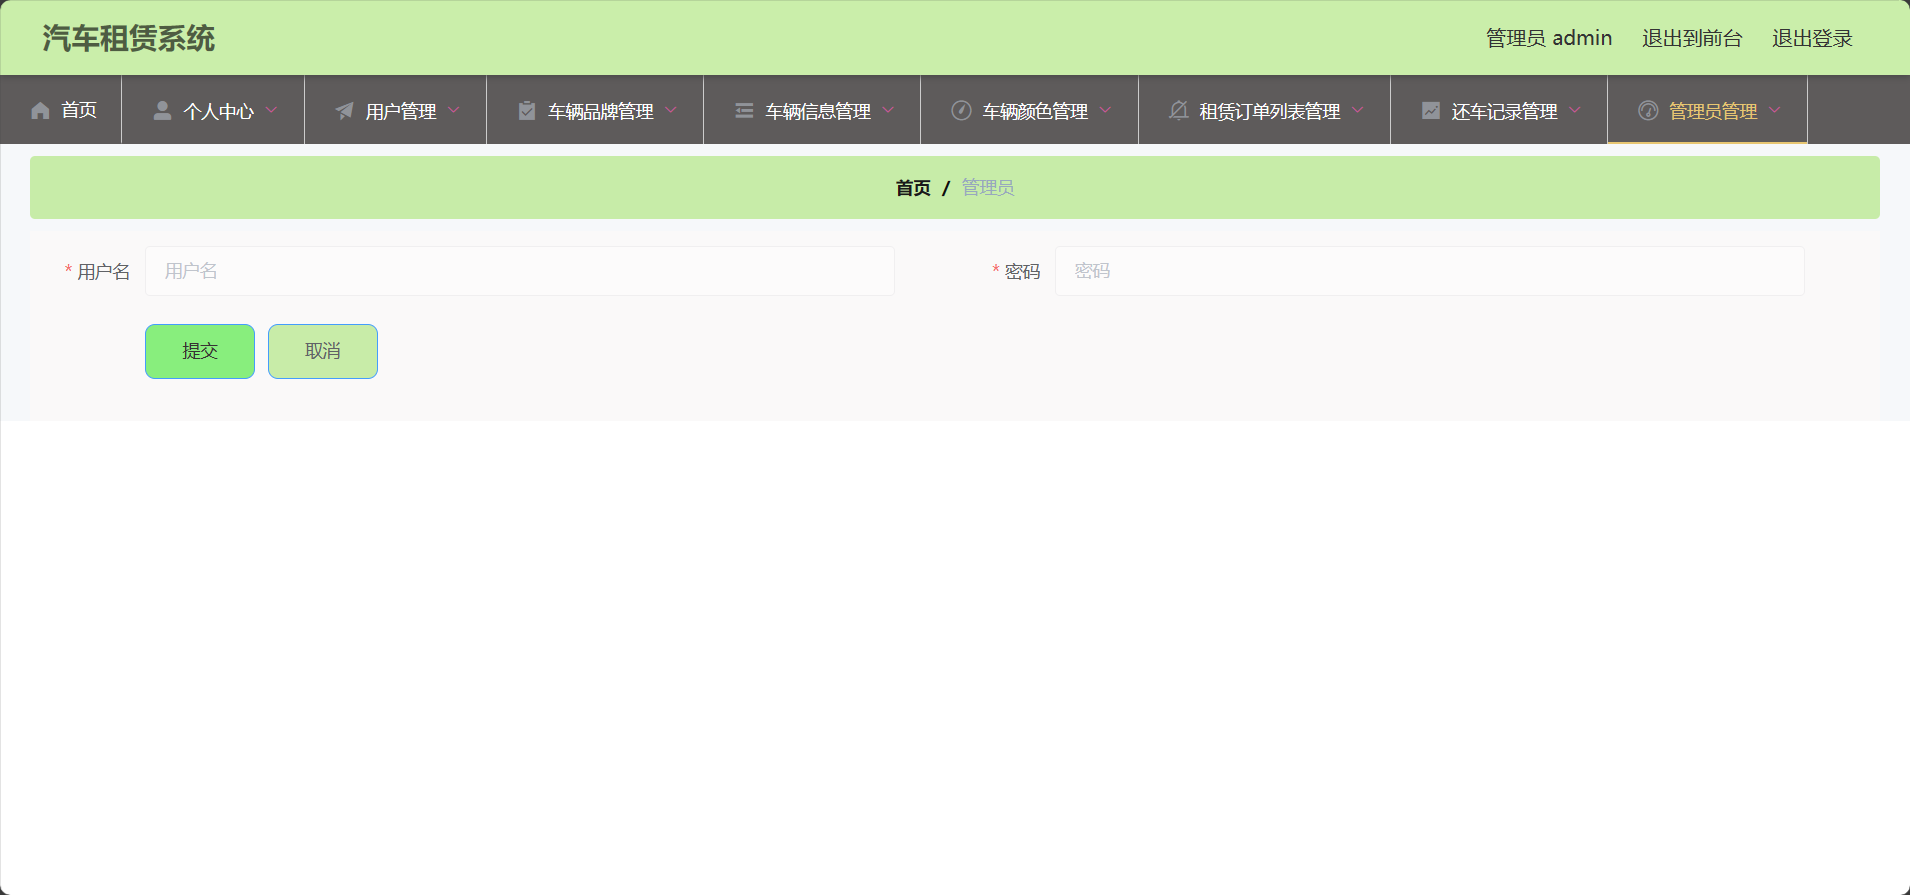 汽车租赁系统 管理员 admin 退出到前台 退出登录
首页 个人中心 用户管理 车辆品牌管理 车辆信息管理 车辆颜色管理 租赁订单列表管理 还车记录管理 管理员管理
首页 / 管理员
* 用户名 用户名 * 密码 密码
提交 取消